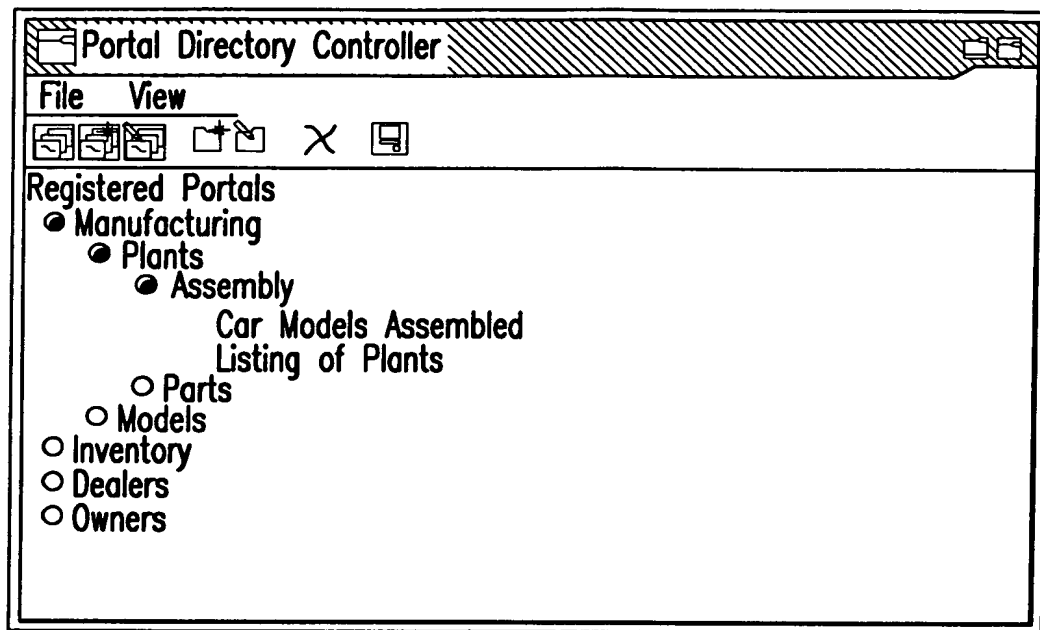 Portal Directory Controller
File View
Registered Portals
Manufacturing
Plants
Assembly
Car Models Assembled
Listing of Plants
Parts
Models
Inventory
Dealers
Owners